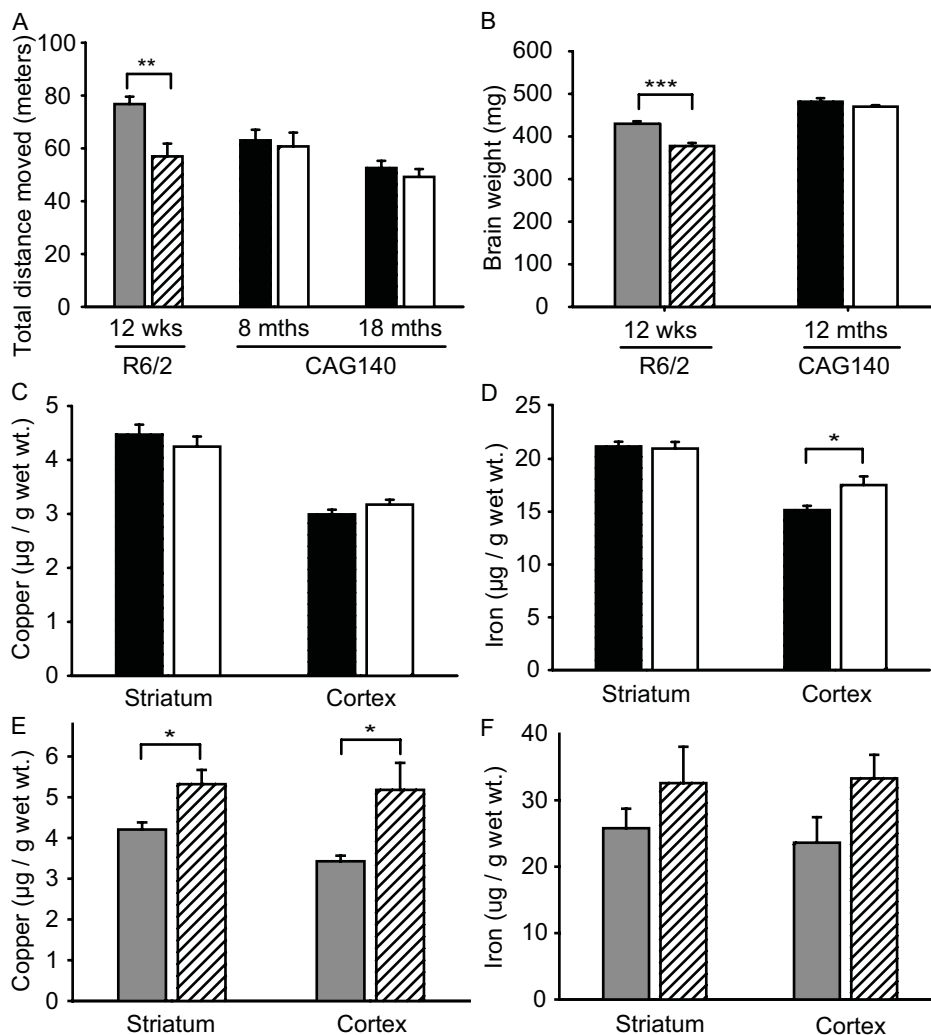 A
Total distance moved (meters)
100
80
60
40
20
0
**
12 wks
8 mths
18 mths
R6/2
CAG140
B
Brain weight (mg)
600
500
400
300
200
100
0
***
12 wks
12 mths
R6/2
CAG140
C
Copper (µg / g wet wt.)
5
4
3
2
1
0
Striatum
Cortex
D
Iron (µg / g wet wt.)
25
20
15
10
5
0
*
Striatum
Cortex
E
Copper (µg / g wet wt.)
6
5
4
3
2
1
0
*
*
Striatum
Cortex
F
Iron (ug / g wet wt.)
40
30
20
10
0
Striatum
Cortex